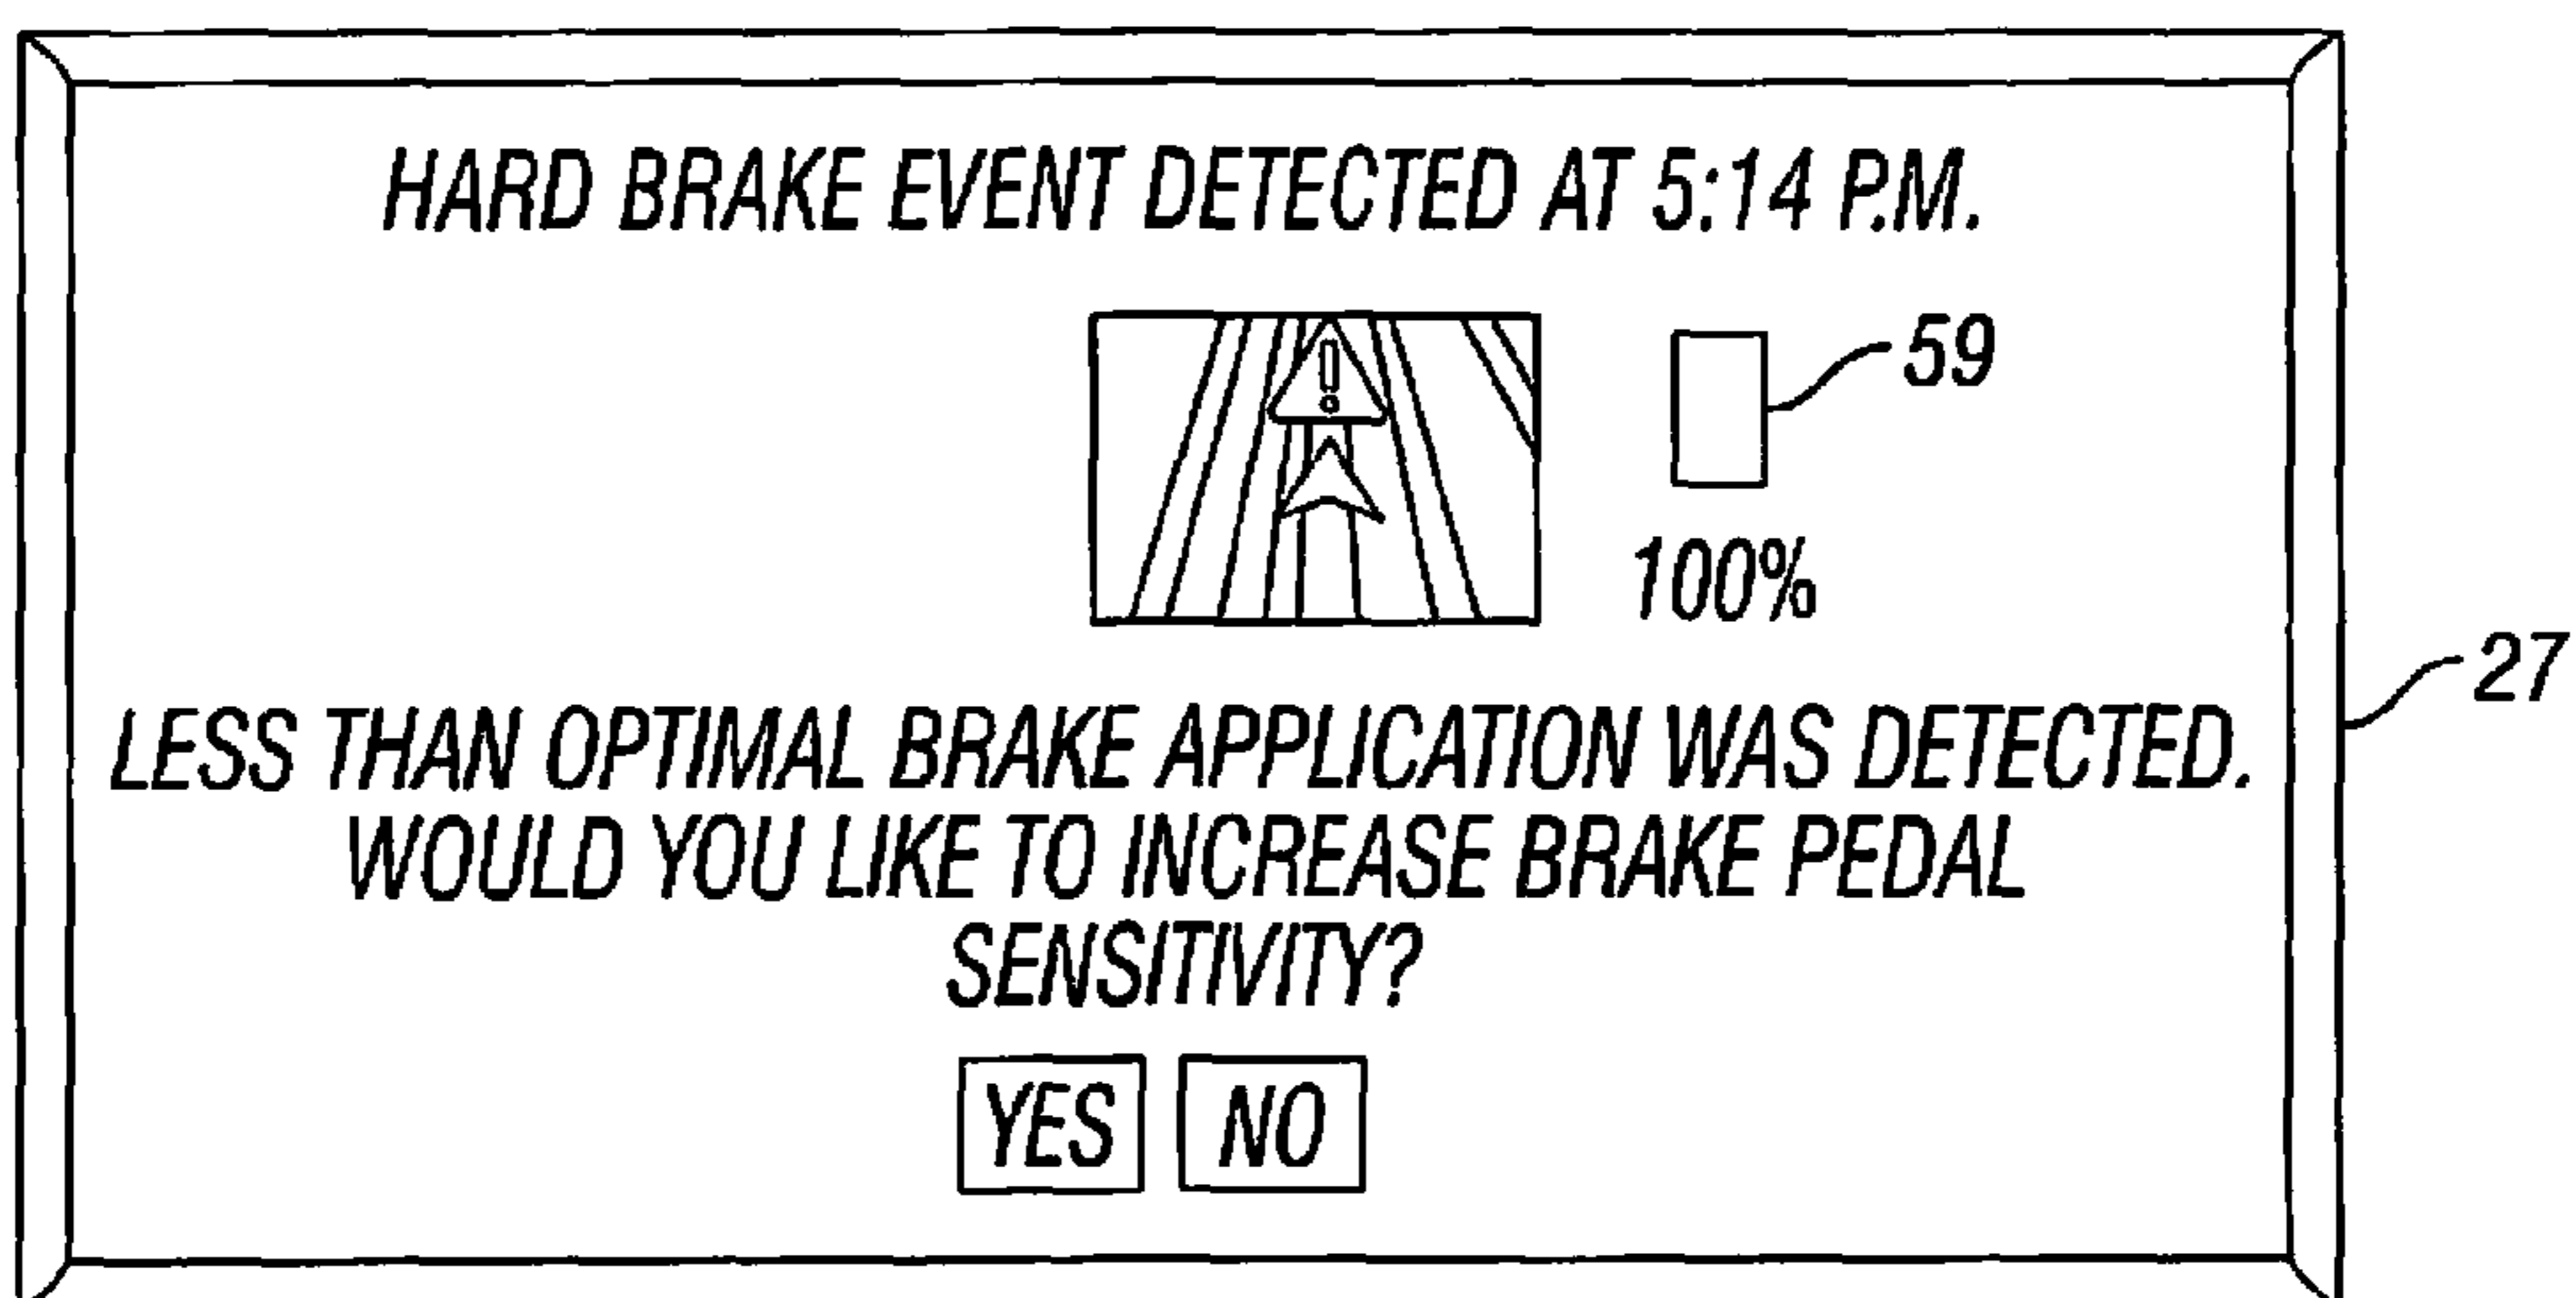 HARD BRAKE EVENT DETECTED AT 5:14 P.M.
!
59
100%
27
LESS THAN OPTIMAL BRAKE APPLICATION WAS DETECTED.
WOULD YOU LIKE TO INCREASE BRAKE PEDAL
SENSITIVITY?
YES NO